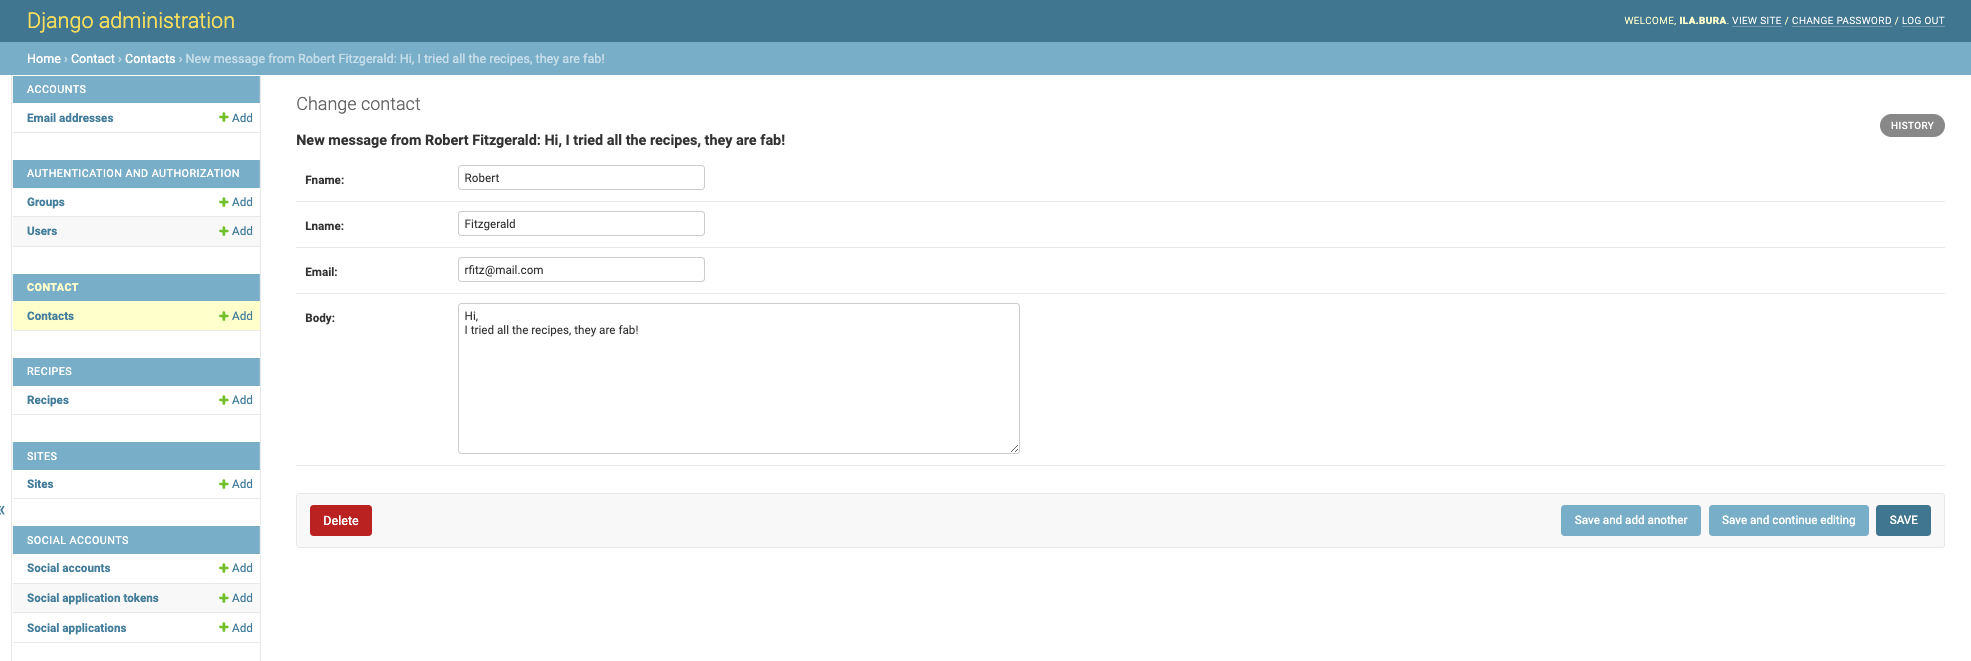 Django administration
WELCOME, ILA.BURA. VIEW SITE / CHANGE PASSWORD / LOG OUT
Home › Contact › Contacts › New message from Robert Fitzgerald: Hi, I tried all the recipes, they are fab!
ACCOUNTS
Email addresses + Add
AUTHENTICATION AND AUTHORIZATION
Groups + Add
Users + Add
CONTACT
Contacts + Add
RECIPES
Recipes + Add
SITES
Sites + Add
«
SOCIAL ACCOUNTS
Social accounts + Add
Social application tokens + Add
Social applications + Add
Change contact
HISTORY
New message from Robert Fitzgerald: Hi, I tried all the recipes, they are fab!
Fname: Robert
Lname: Fitzgerald
Email: rfitz@mail.com
Body: Hi,
I tried all the recipes, they are fab!
Delete
Save and add another
Save and continue editing
SAVE